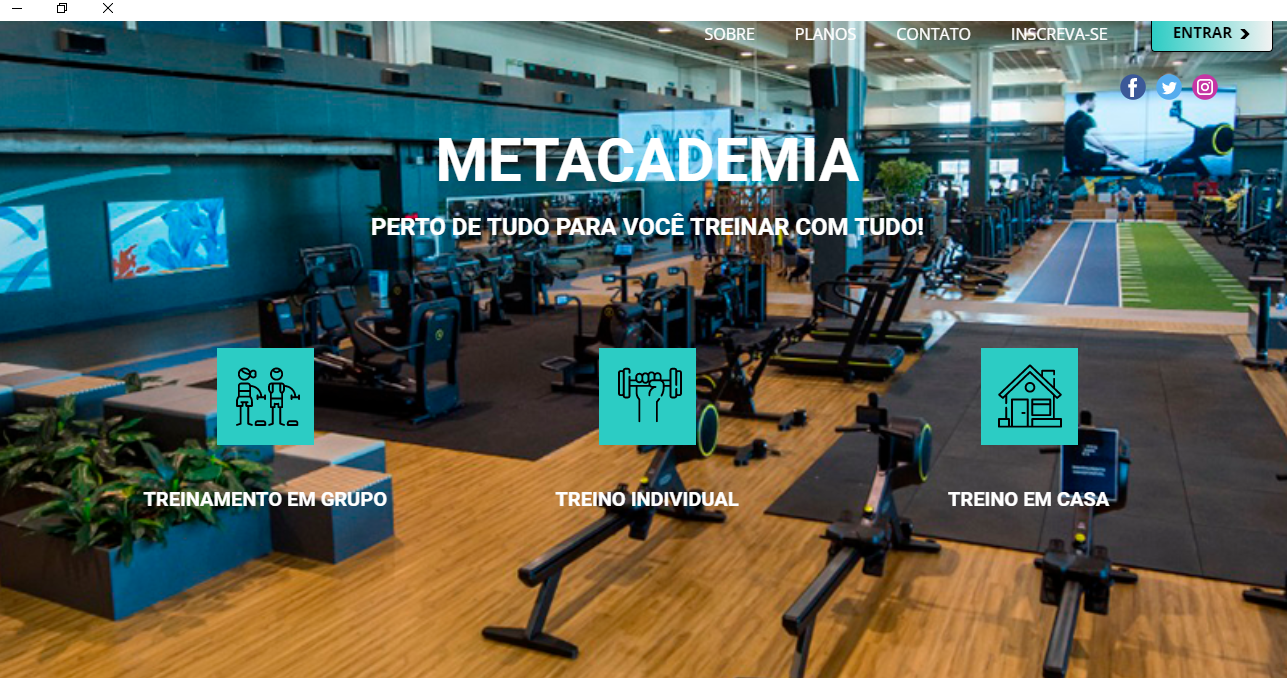 SOBRE PLANOS CONTATO INSCREVA-SE ENTRAR
ALWAYS
METACADEMIA
PERTO DE TUDO PARA VOCÊ TREINAR COM TUDO!
TREINAMENTO EM GRUPO TREINO INDIVIDUAL TREINO EM CASA